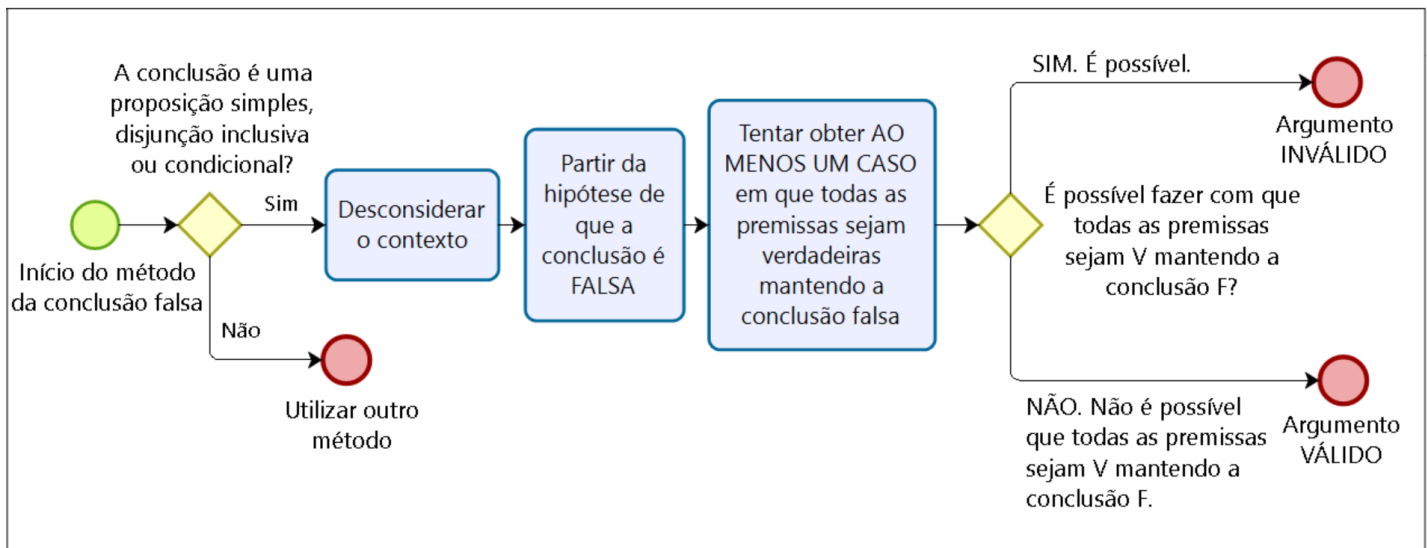 A conclusão é uma
proposição simples,
disjunção inclusiva
ou condicional?
Início do método
da conclusão falsa
Sim
Não
Utilizar outro
método
Desconsiderar
o contexto
Partir da
hipótese de
que a
conclusão é
FALSA
Tentar obter AO
MENOS UM CASO
em que todas as
premissas sejam
verdadeiras
mantendo a
conclusão falsa
SIM. É possível.
Argumento
INVÁLIDO
É possível fazer com que
todas as premissas
sejam V mantendo a
conclusão F?
NÃO. Não é possível
que todas as premissas
sejam V mantendo a
conclusão F.
Argumento
VÁLIDO